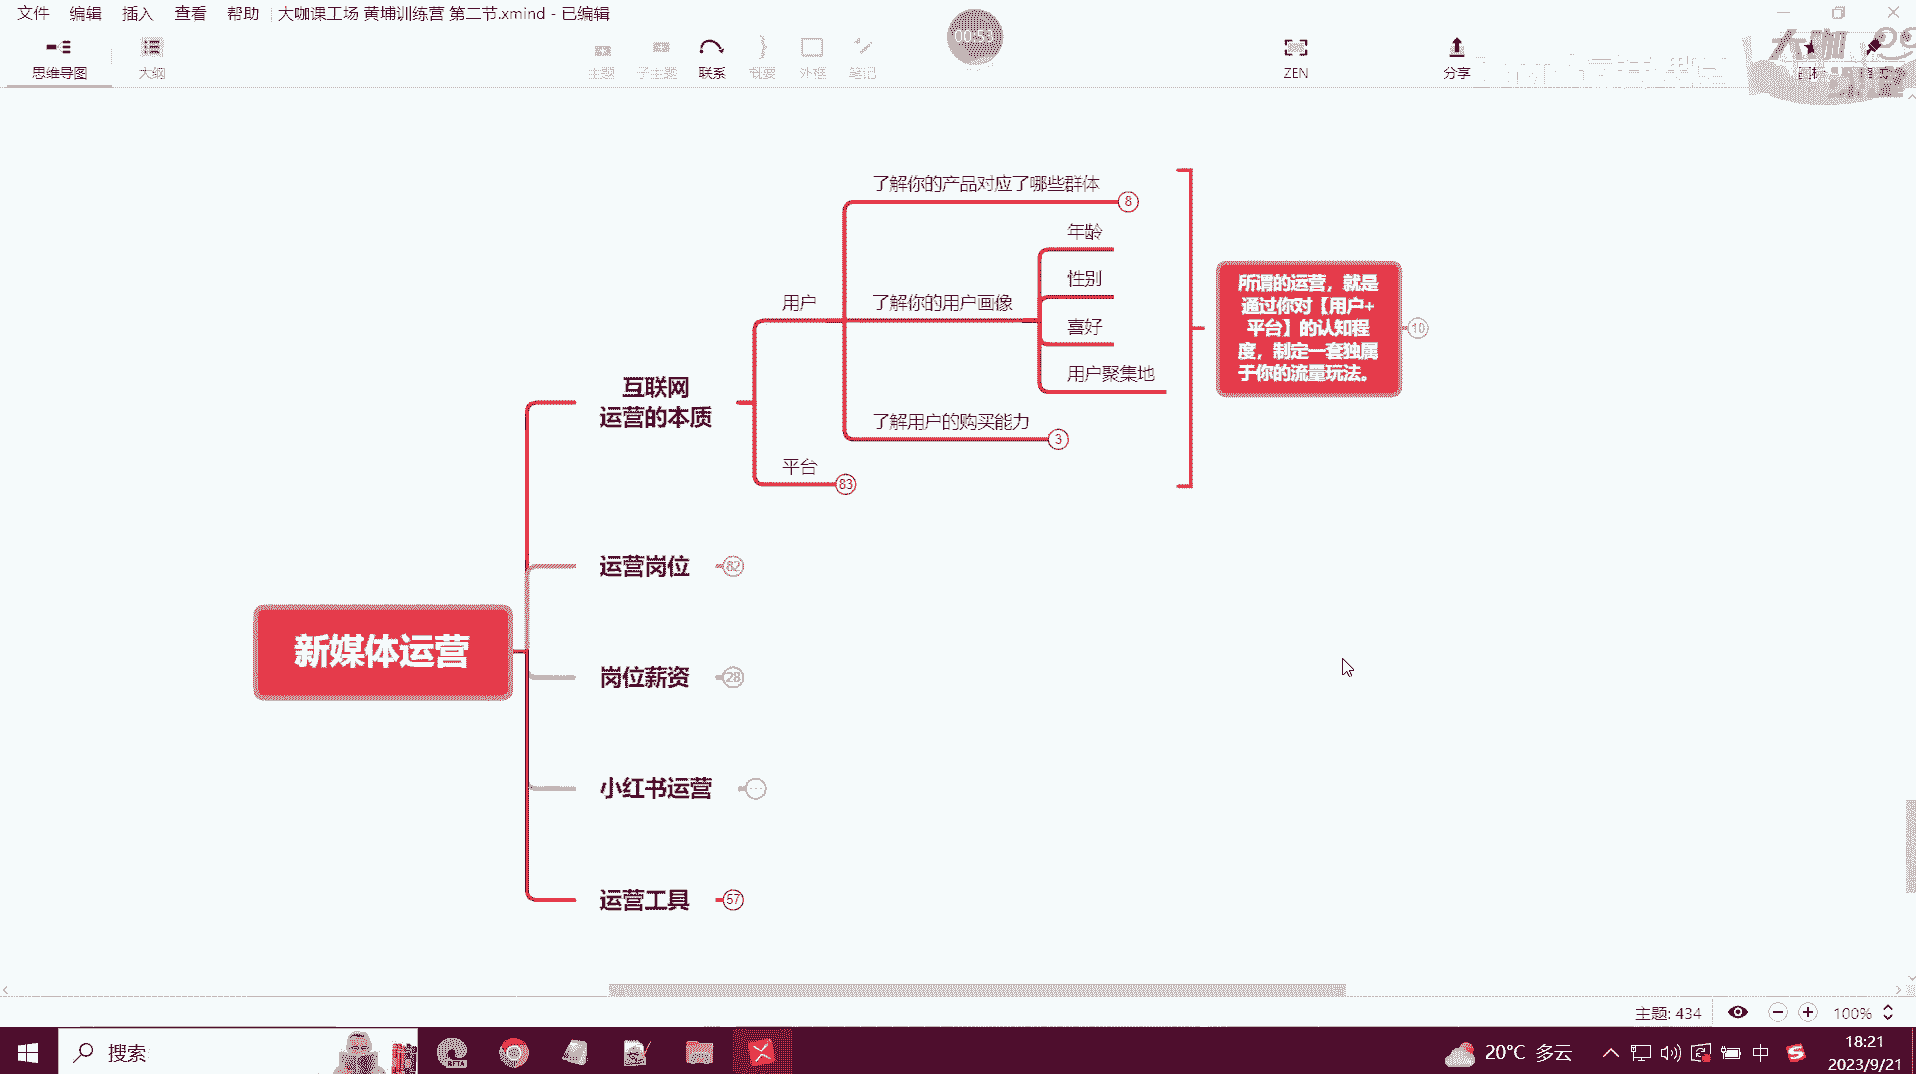 文件 编辑 插入 查看 帮助 大咖课工场 黄埔训练营 第二节.xmind - 已编辑
00:53
思维导图 大纲 主题 子主题 联系 概要 外框 笔记 ZEN 分享
大咖
了解你的产品对应了哪些群体 8
年龄
性别
用户 了解你的用户画像
喜好
用户聚集地
所谓的运营，就是
通过你对【用户+
平台】的认知程
度，制定一套独属
于你的流量玩法。
10
互联网
运营的本质
了解用户的购买能力 3
平台 83
运营岗位 82
新媒体运营
岗位薪资 28
小红书运营
运营工具 57
主题: 434 100%
搜索 BETA 20°C 多云 中 18:21
2023/9/21